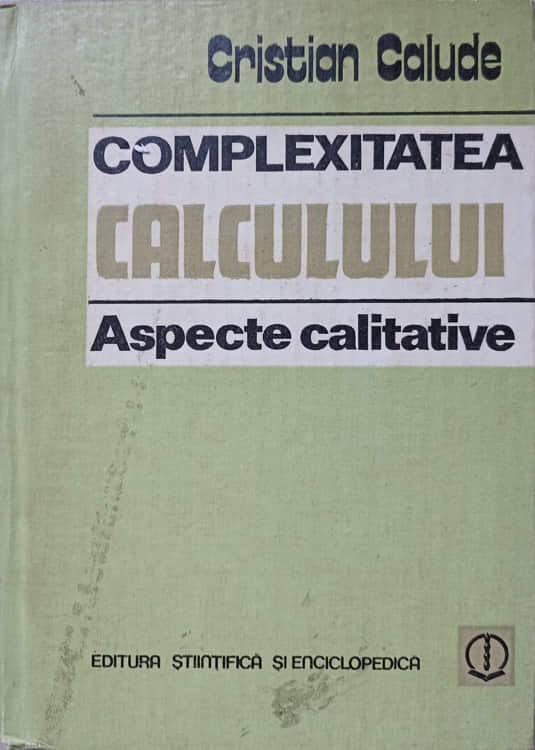 Cristian Calude
COMPLEXITATEA
CALCULULUI
Aspecte calitative
EDITURA ȘTIINȚIFICĂ ȘI ENCICLOPEDICĂ